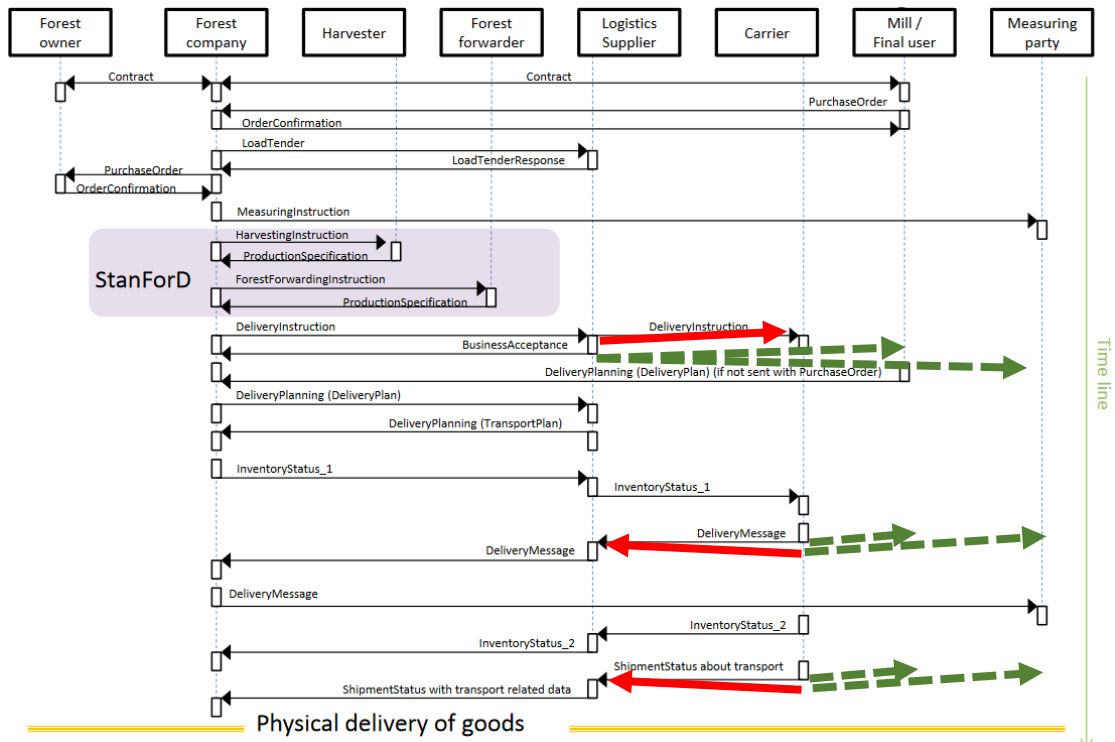 Forest owner
Forest company
Harvester
Forest forwarder
Logistics Supplier
Carrier
Mill / Final user
Measuring party
Contract
Contract
PurchaseOrder
OrderConfirmation
LoadTender
LoadTenderResponse
PurchaseOrder
OrderConfirmation
MeasuringInstruction
HarvestingInstruction
ProductionSpecification
StanForD
ForestForwardingInstruction
ProductionSpecification
DeliveryInstruction
DeliveryInstruction
BusinessAcceptance
DeliveryPlanning (DeliveryPlan) (if not sent with PurchaseOrder)
Time line
DeliveryPlanning (DeliveryPlan)
DeliveryPlanning (TransportPlan)
InventoryStatus_1
InventoryStatus_1
DeliveryMessage
DeliveryMessage
DeliveryMessage
InventoryStatus_2
InventoryStatus_2
ShipmentStatus about transport
ShipmentStatus with transport related data
Physical delivery of goods